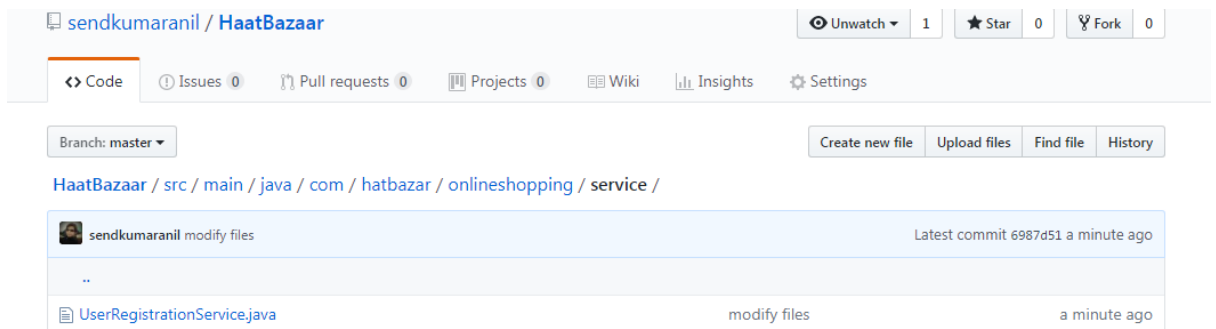 sendkumaranil / HaatBazaar Unwatch 1 Star 0 Fork 0
Code Issues 0 Pull requests 0 Projects 0 Wiki Insights Settings
Branch: master Create new file Upload files Find file History
HaatBazaar / src / main / java / com / hatbazar / onlineshopping / service /
sendkumaranil modify files Latest commit 6987d51 a minute ago
..
UserRegistrationService.java modify files a minute ago